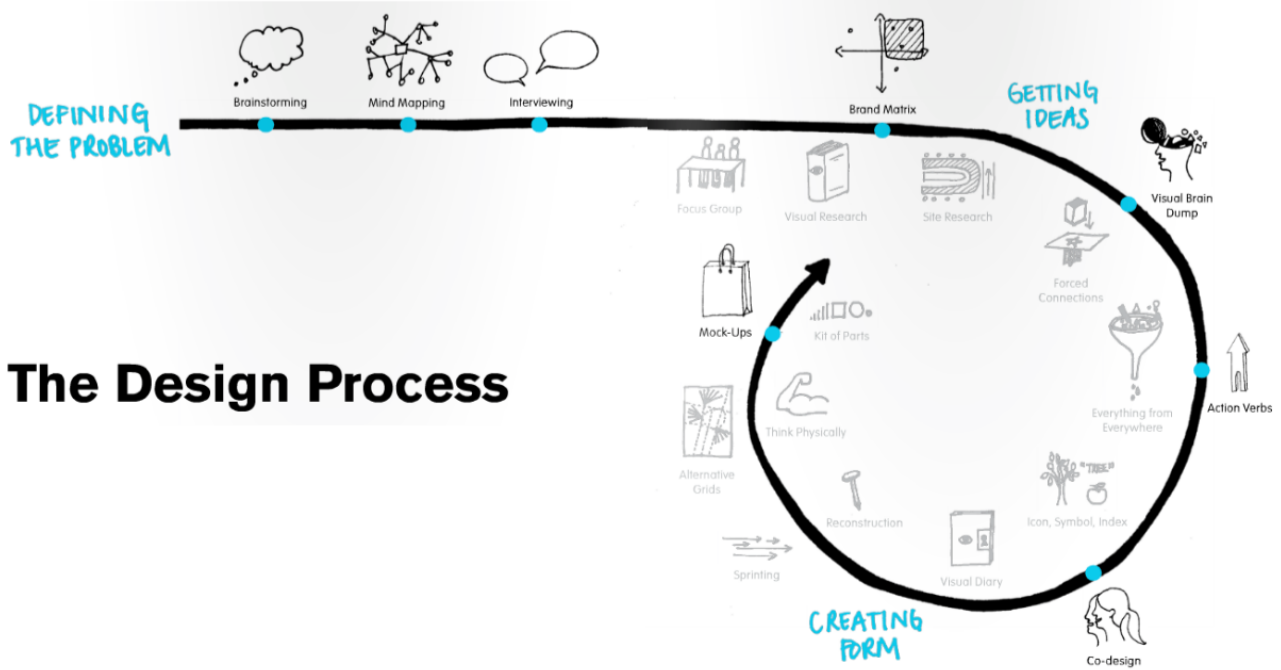 DEFINING
THE PROBLEM
Brainstorming
Mind Mapping
Interviewing
Brand Matrix
GETTING
IDEAS
Visual Brain
Dump
Focus Group
Visual Research
Site Research
Forced
Connections
Mock-Ups
Kit of Parts
The Design Process
Action Verbs
Everything from
Everywhere
Think Physically
Alternative
Grids
"TREE"
Icon, Symbol, Index
Reconstruction
Sprinting
Visual Diary
CREATING
FORM
Co-design